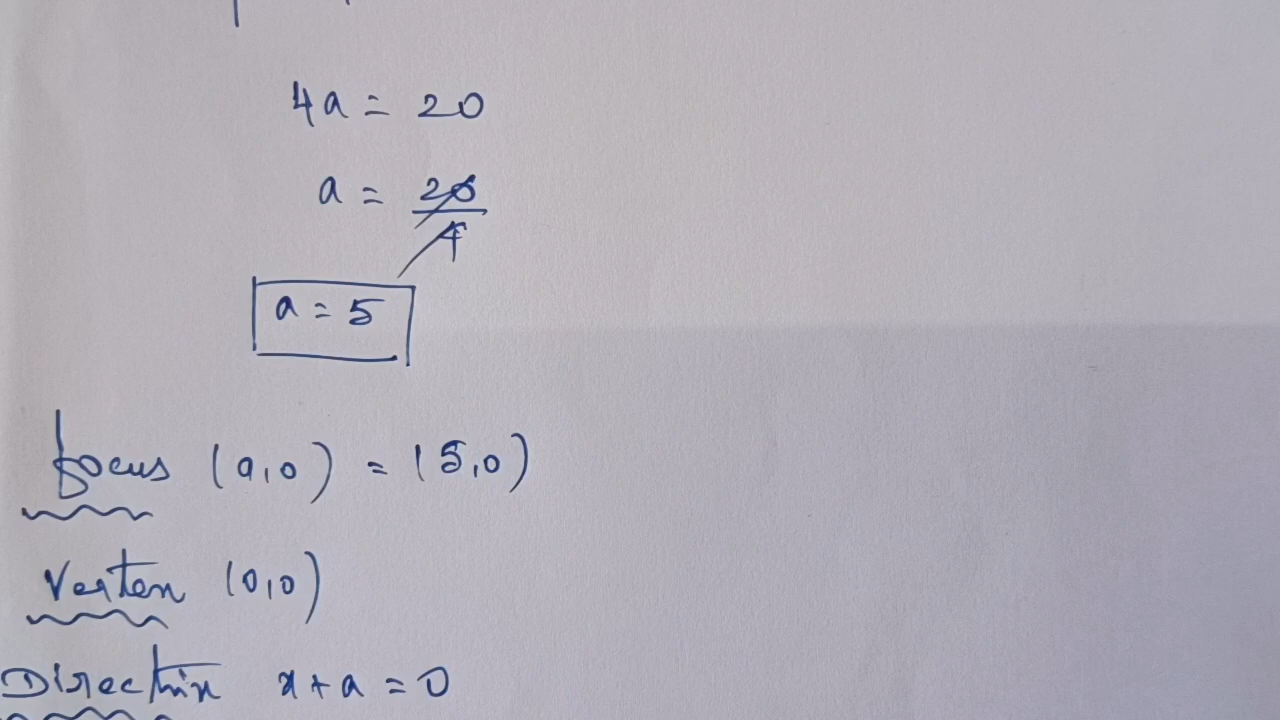 4a = 20
a = 20/4
a = 5
focus (a,0) = (5,0)
Vertex (0,0)
Directrix x+a = 0